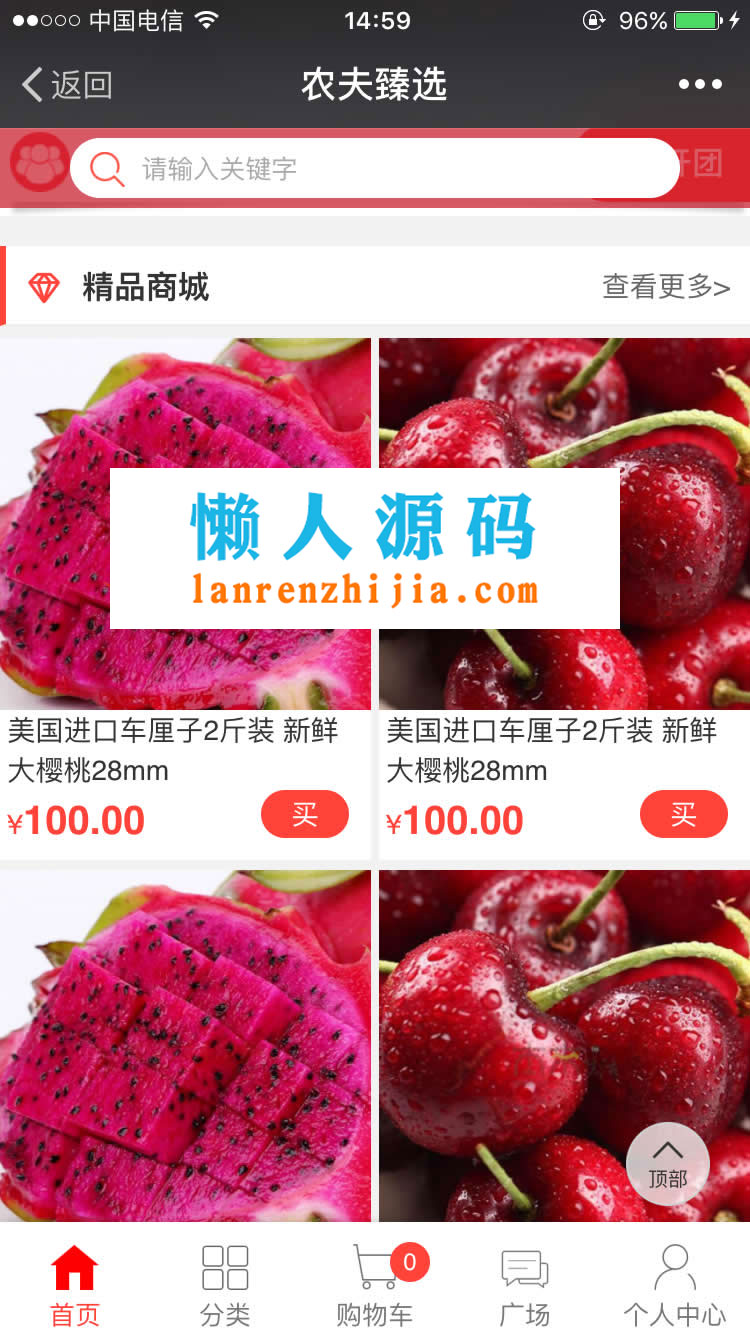 中国电信 14:59 96%
返回 农夫臻选
请输入关键字 开团
精品商城 查看更多>
懒人源码
lanrenzhijia.com
美国进口车厘子2斤装 新鲜
大樱桃28mm
¥100.00 买
美国进口车厘子2斤装 新鲜
大樱桃28mm
¥100.00 买
顶部
0
首页 分类 购物车 广场 个人中心